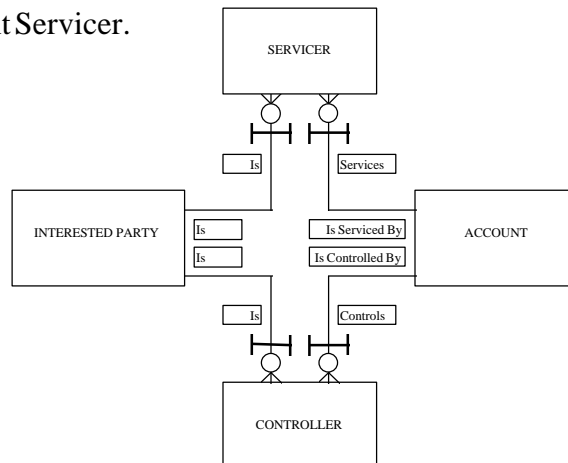 t Servicer.
SERVICER
Is
Services
INTERESTED PARTY
Is
Is Serviced By
ACCOUNT
Is
Is Controlled By
Is
Controls
CONTROLLER